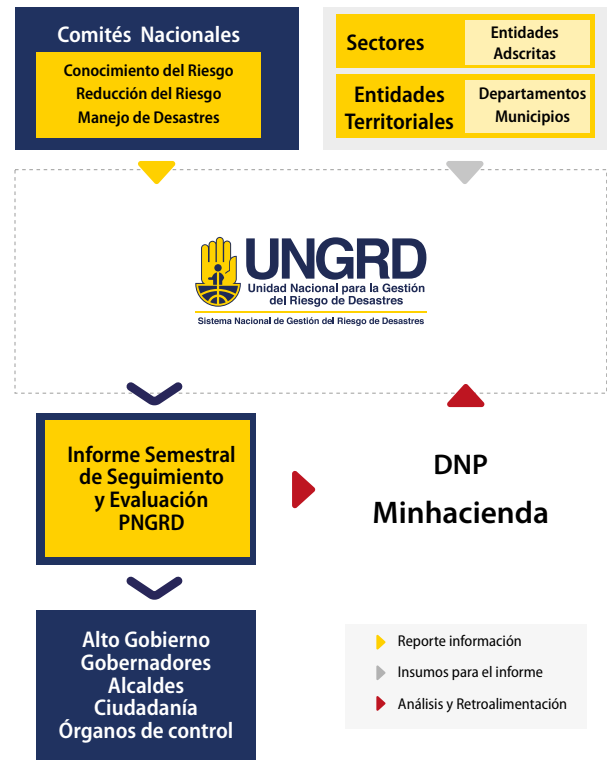 Comités Nacionales
Conocimiento del Riesgo
Reducción del Riesgo
Manejo de Desastres
Sectores
Entidades
Adscritas
Entidades
Territoriales
Departamentos
Municipios
UNGRD
Unidad Nacional para la Gestión
del Riesgo de Desastres
Sistema Nacional de Gestión del Riesgo de Desastres
Informe Semestral
de Seguimiento
y Evaluación
PNGRD
DNP
Minhacienda
Alto Gobierno
Gobernadores
Alcaldes
Ciudadanía
Órganos de control
Reporte información
Insumos para el informe
Análisis y Retroalimentación